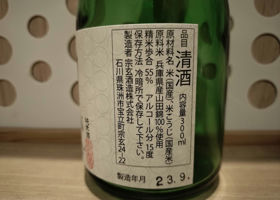 品目 清酒 内容量300ml
原材料名 米(国産)、米こうじ(国産米)
原料米 兵庫県産山田錦100%使用
精米歩合 55% アルコール分 15度
保存方法 冷暗所で保存して下さい。
製造者 宗玄酒造株式会社
石川県珠洲市宝立町宗玄24-22
製造年月 23.9.
純米酒